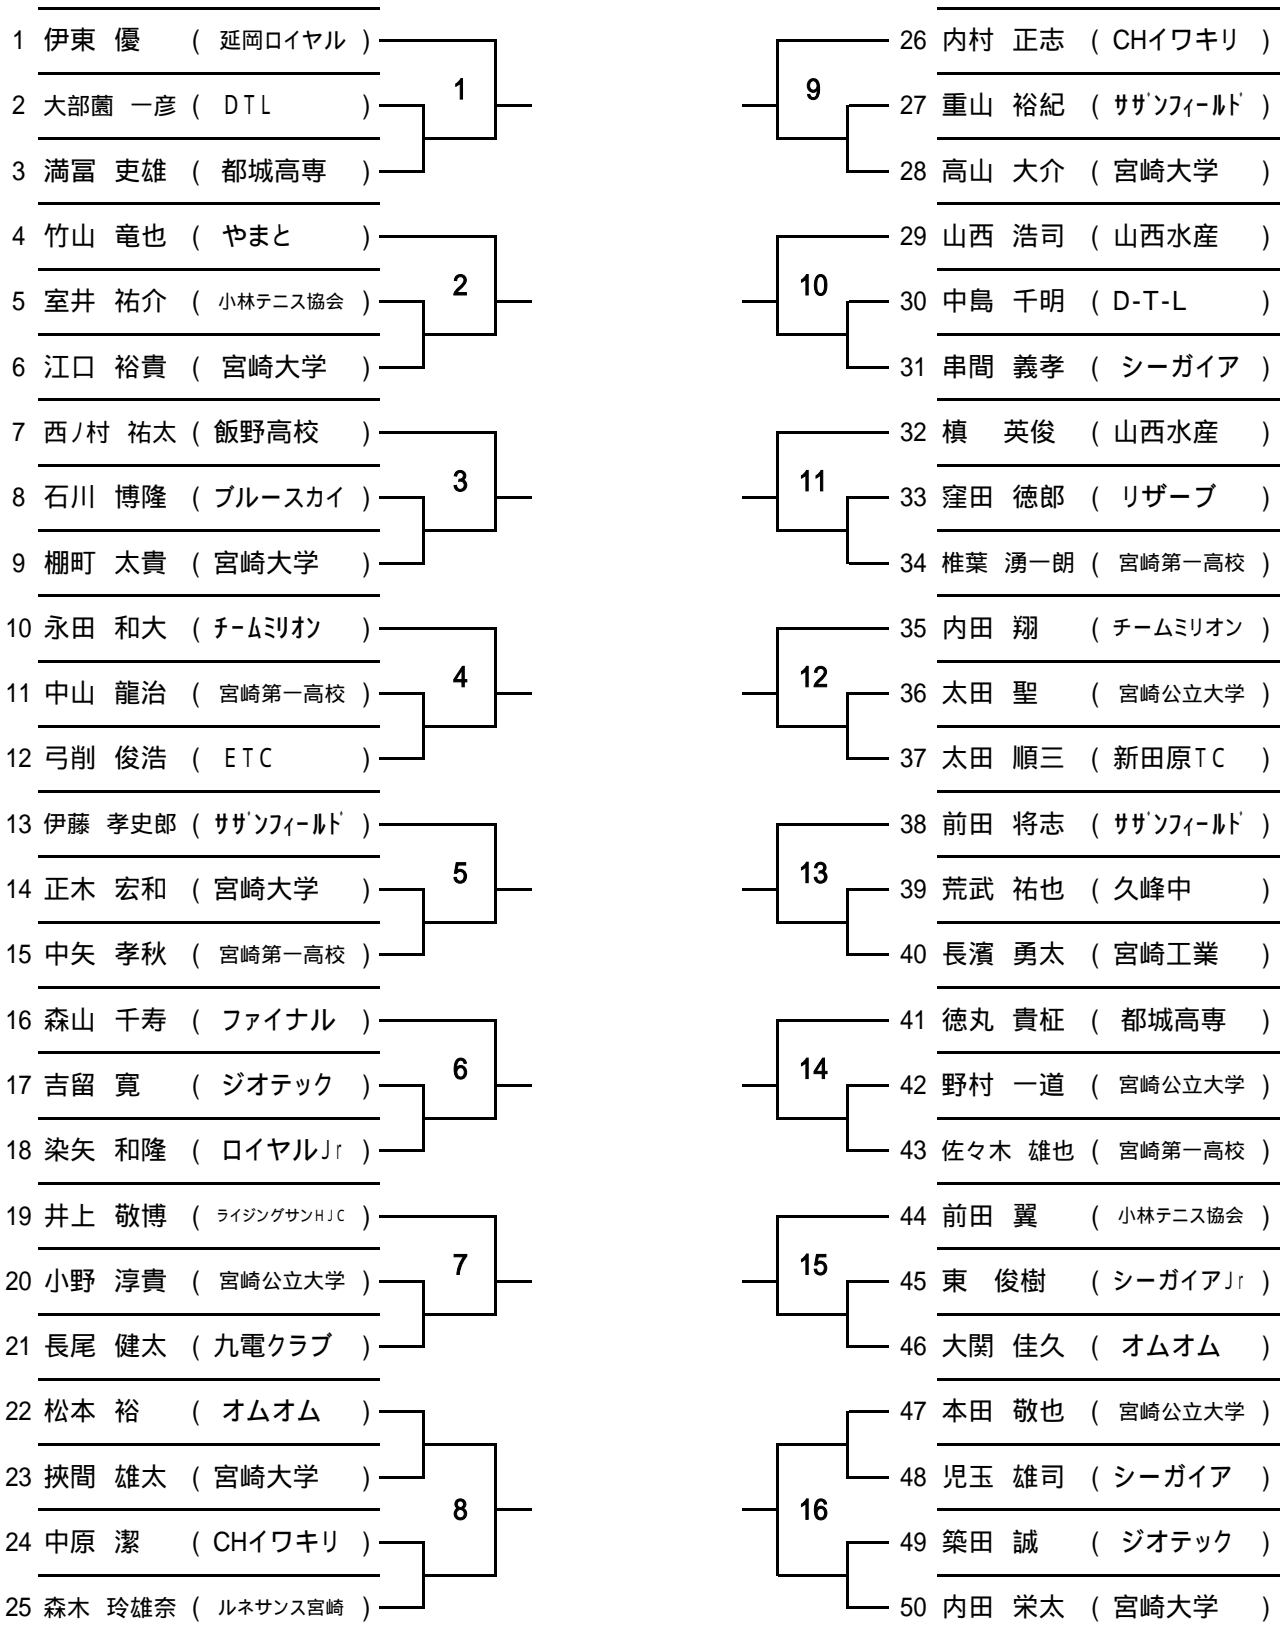 1 伊東 優 ( 延岡ロイヤル )
2 大部薗 一彦 ( DTL )
3 満冨 吏雄 ( 都城高専 )
1
4 竹山 竜也 ( やまと )
5 室井 祐介 ( 小林テニス協会 )
6 江口 裕貴 ( 宮崎大学 )
2
7 西ノ村 祐太 ( 飯野高校 )
8 石川 博隆 ( ブルースカイ )
9 棚町 太貴 ( 宮崎大学 )
3
10 永田 和大 ( チームミリオン )
11 中山 龍治 ( 宮崎第一高校 )
12 弓削 俊浩 ( ETC )
4
13 伊藤 孝史郎 ( サザンフィールド )
14 正木 宏和 ( 宮崎大学 )
15 中矢 孝秋 ( 宮崎第一高校 )
5
16 森山 千寿 ( ファイナル )
17 吉留 寛 ( ジオテック )
18 染矢 和隆 ( ロイヤルJr )
6
19 井上 敬博 ( ライジングサンHJC )
20 小野 淳貴 ( 宮崎公立大学 )
21 長尾 健太 ( 九電クラブ )
7
22 松本 裕 ( オムオム )
23 挾間 雄太 ( 宮崎大学 )
24 中原 潔 ( CHイワキリ )
25 森木 玲雄奈 ( ルネサンス宮崎 )
8
26 内村 正志 ( CHイワキリ )
27 重山 裕紀 ( サザンフィールド )
28 高山 大介 ( 宮崎大学 )
9
29 山西 浩司 ( 山西水産 )
30 中島 千明 ( D-T-L )
31 串間 義孝 ( シーガイア )
10
32 槙 英俊 ( 山西水産 )
33 窪田 徳郎 ( リザーブ )
34 椎葉 湧一朗 ( 宮崎第一高校 )
11
35 内田 翔 ( チームミリオン )
36 太田 聖 ( 宮崎公立大学 )
37 太田 順三 ( 新田原TC )
12
38 前田 将志 ( サザンフィールド )
39 荒武 祐也 ( 久峰中 )
40 長濱 勇太 ( 宮崎工業 )
13
41 徳丸 貴柾 ( 都城高専 )
42 野村 一道 ( 宮崎公立大学 )
43 佐々木 雄也 ( 宮崎第一高校 )
14
44 前田 翼 ( 小林テニス協会 )
45 東 俊樹 ( シーガイアJr )
46 大関 佳久 ( オムオム )
15
47 本田 敬也 ( 宮崎公立大学 )
48 児玉 雄司 ( シーガイア )
49 築田 誠 ( ジオテック )
50 内田 栄太 ( 宮崎大学 )
16